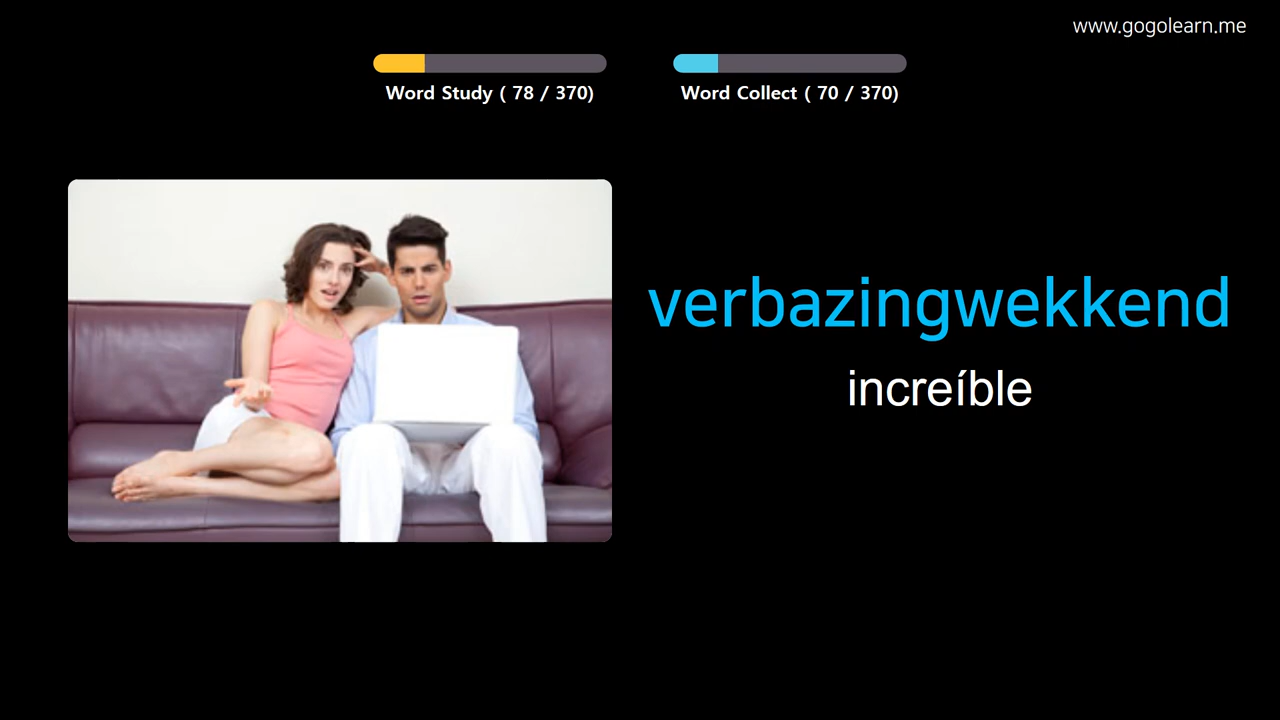 www.gogolearn.me
Word Study ( 78 / 370)
Word Collect ( 70 / 370)
verbazingwekkend
increíble